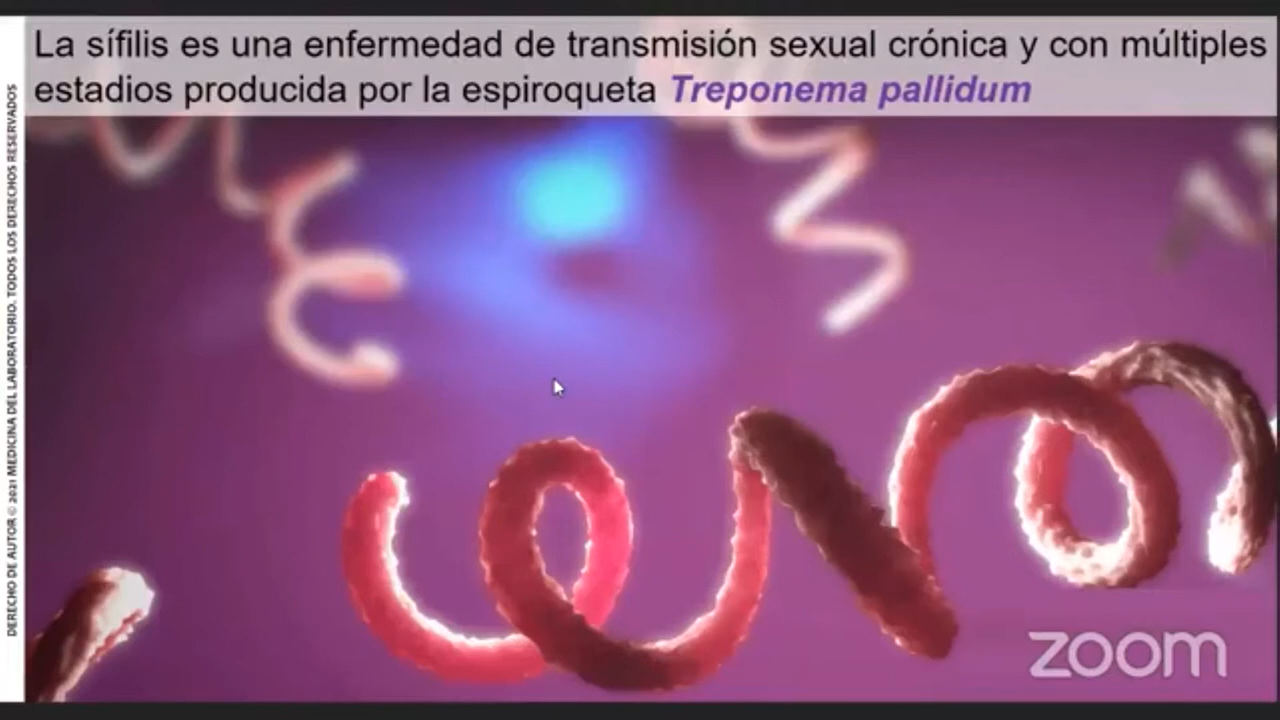 La sífilis es una enfermedad de transmisión sexual crónica y con múltiples
estadios producida por la espiroqueta Treponema pallidum
DERECHO DE AUTOR © 2021 MEDICINA DEL LABORATORIO. TODOS LOS DERECHOS RESERVADOS
zoom